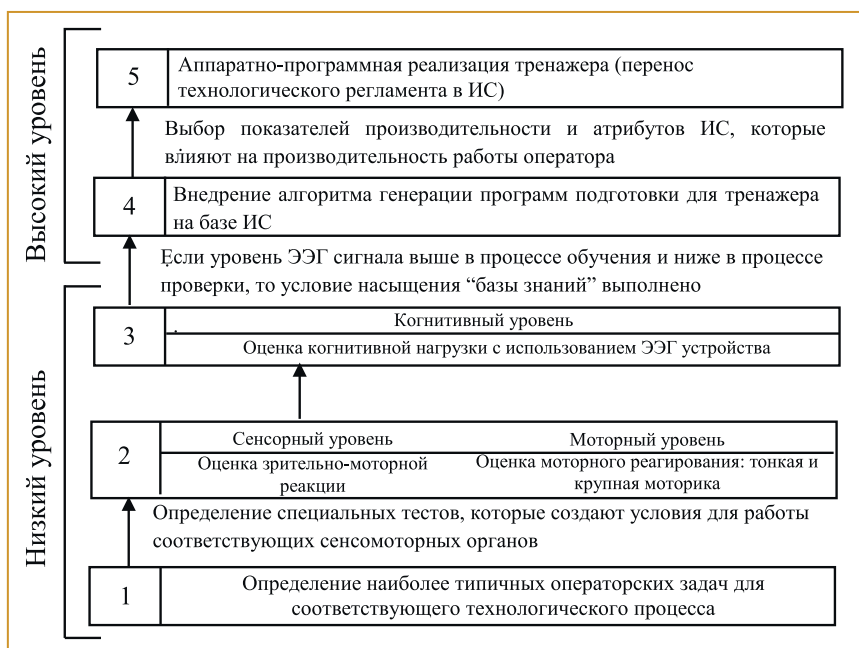 Высокий уровень
5
Аппаратно-программная реализация тренажера (перенос
технологического регламента в ИС)
Выбор показателей производительности и атрибутов ИС, которые
влияют на производительность работы оператора
4
Внедрение алгоритма генерации программ подготовки для тренажера
на базе ИС
Если уровень ЭЭГ сигнала выше в процессе обучения и ниже в процессе
проверки, то условие насыщения “базы знаний” выполнено
Низкий уровень
3
Когнитивный уровень
Оценка когнитивной нагрузки с использованием ЭЭГ устройства
2
Сенсорный уровень
Оценка зрительно-моторной
реакции
Моторный уровень
Оценка моторного реагирования: тонкая и
крупная моторика
Определение специальных тестов, которые создают условия для работы
соответствующих сенсомоторных органов
1
Определение наиболее типичных операторских задач для
соответствующего технологического процесса